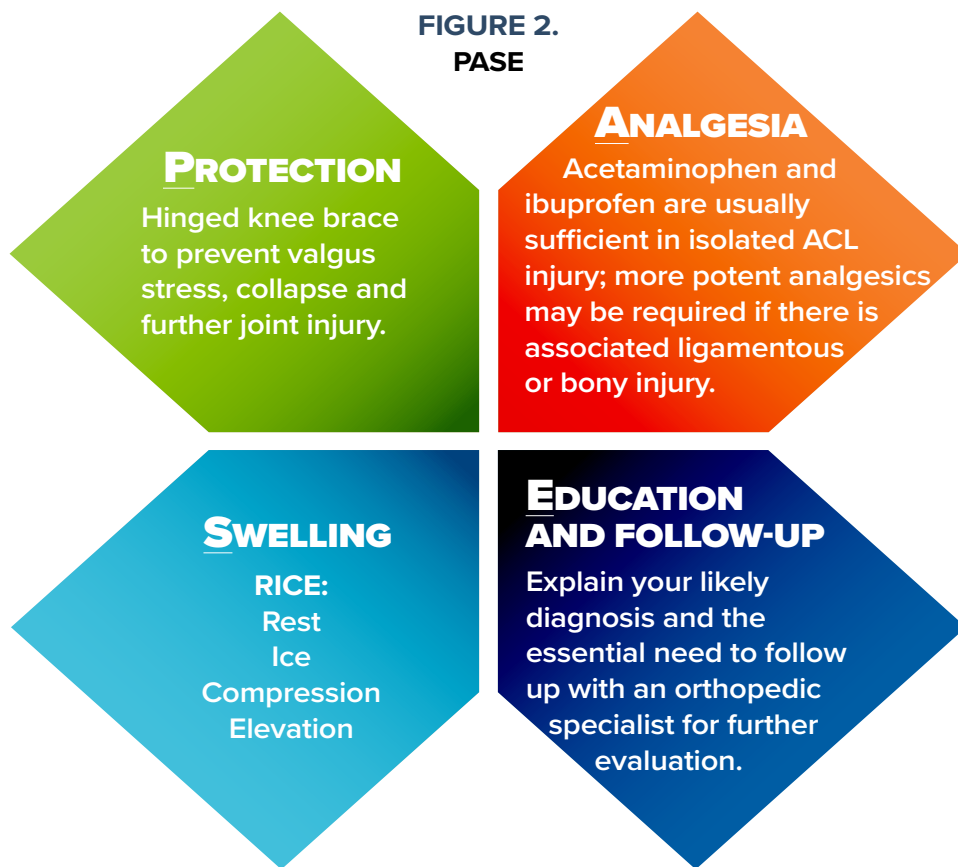 FIGURE 2.
PASE
PROTECTION
Hinged knee brace
to prevent valgus
stress, collapse and
further joint injury.
ANALGESIA
Acetaminophen and
ibuprofen are usually
sufficient in isolated ACL
injury; more potent analgesics
may be required if there is
associated ligamentous
or bony injury.
SWELLING
RICE:
Rest
Ice
Compression
Elevation
EDUCATION
AND FOLLOW-UP
Explain your likely
diagnosis and the
essential need to follow
up with an orthopedic
specialist for further
evaluation.